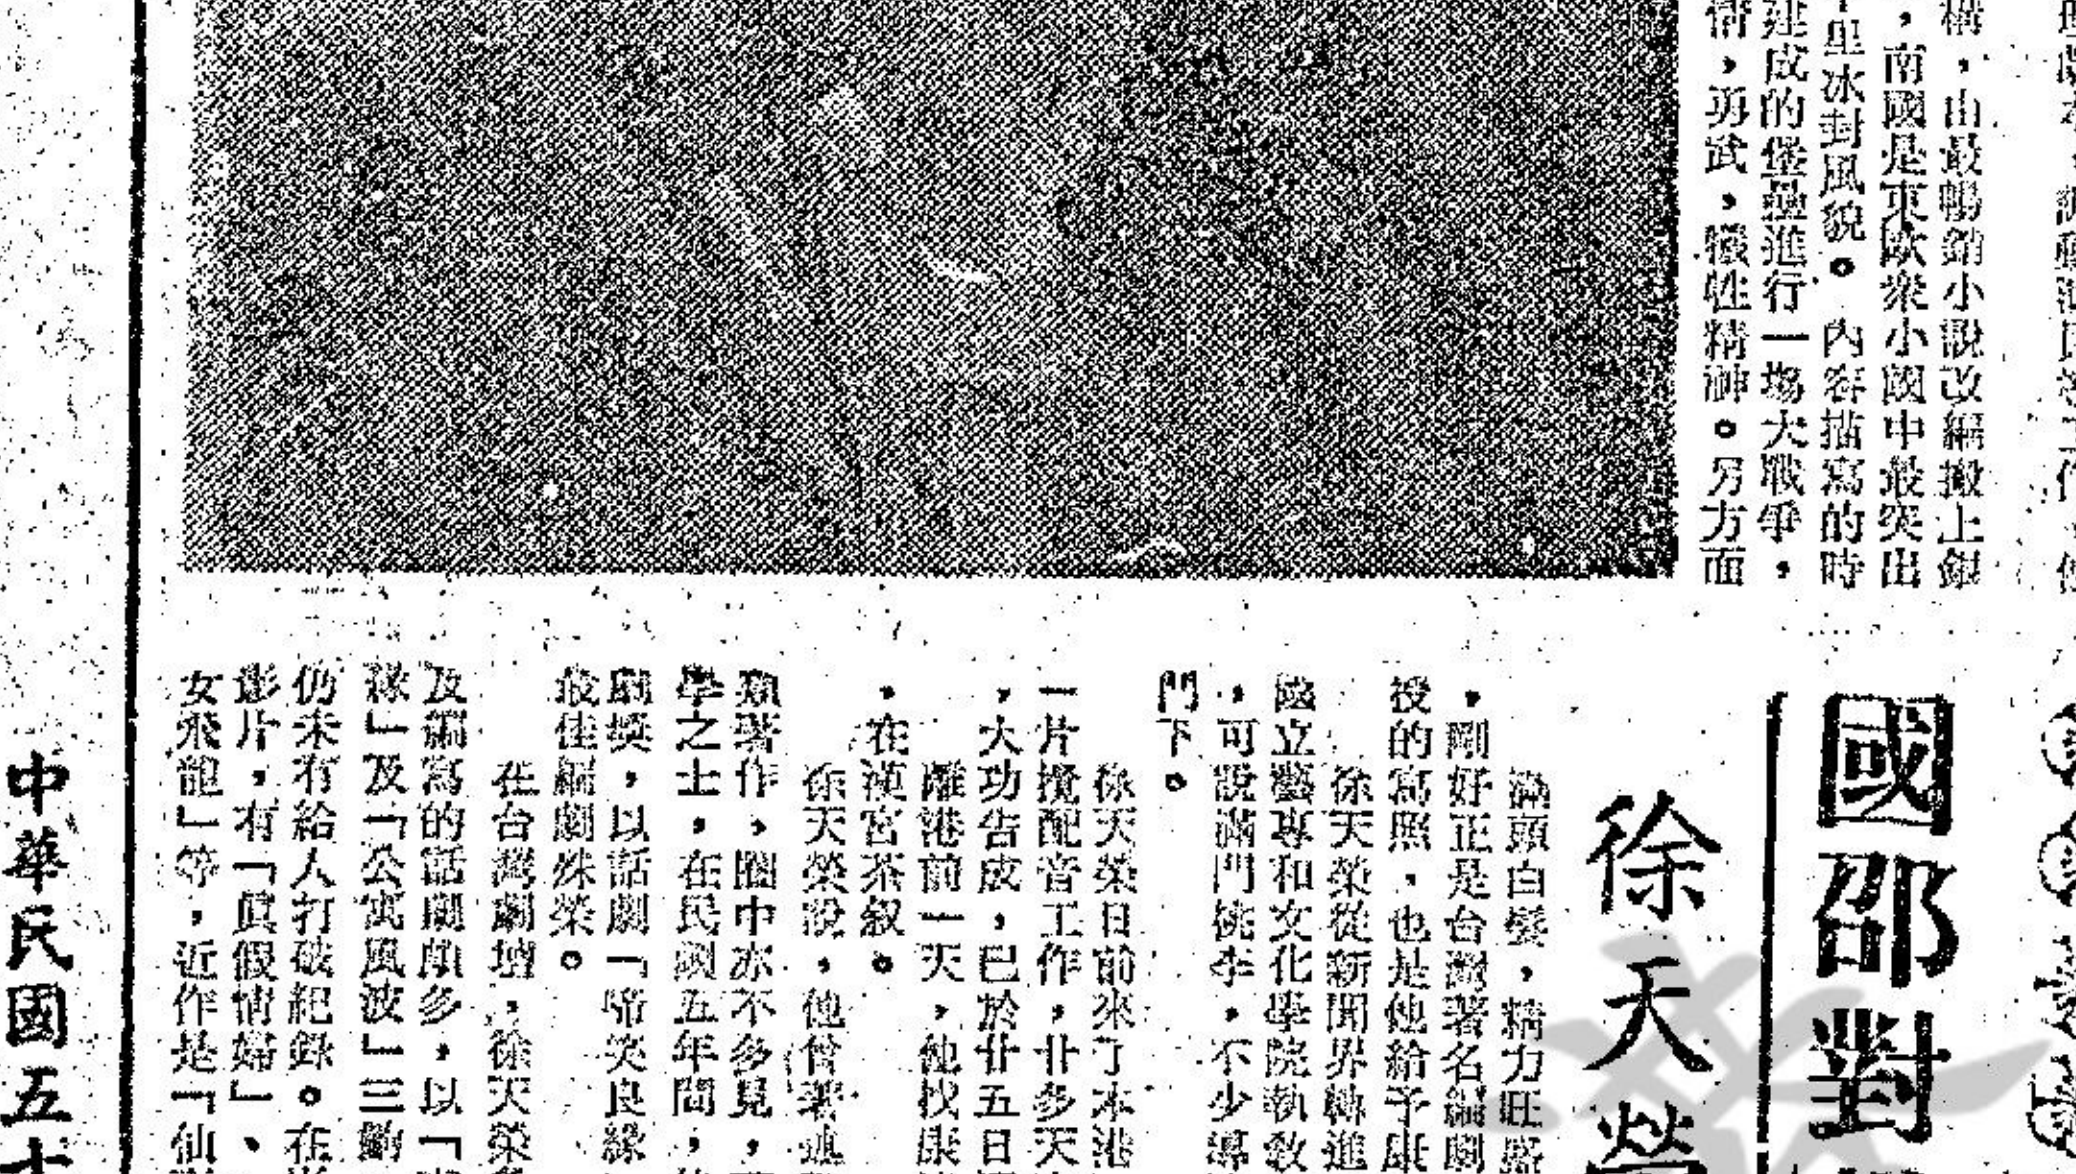 構，由最暢銷小說改編搬上銀
，南國是東歐衆小國中最突出
里冰封風貌。內容描寫的時
建成的堡壘進行一場大戰爭，
情，勇武，犧牲精神。另方面
國邵對
徐天榮
滿頭白髮，精力旺盛
，剛好正是台灣著名編劇
授的寫照，也是他給予康
徐天榮從新聞界轉進
國立藝專和文化學院執敎
，可說滿門桃李，不少導
門下。
徐天榮日前來了本港
一片攪配音工作，廿多天
，大功告成，已於廿五日
離港前一天，他找康
，在漢宮茶叙。
徐天榮說，他曾著
類著作，圈中亦不多見，
學之士，在民國五年間，
劇獎，以話劇「啼笑良緣
最佳編劇殊榮。
在台灣劇壇，徐天榮
及編寫的話劇頗多，以「
緣」及「公寓風波」三齣
仍未有給人打破紀錄。在
影片，有「眞假情婦」、
女飛龍」等，近作是「仙
中華民國五十